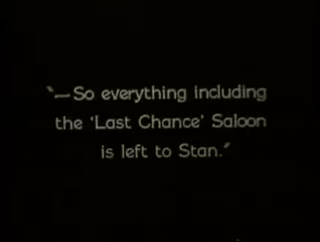 "—So everything including
the 'Last Chance' Saloon
is left to Stan."